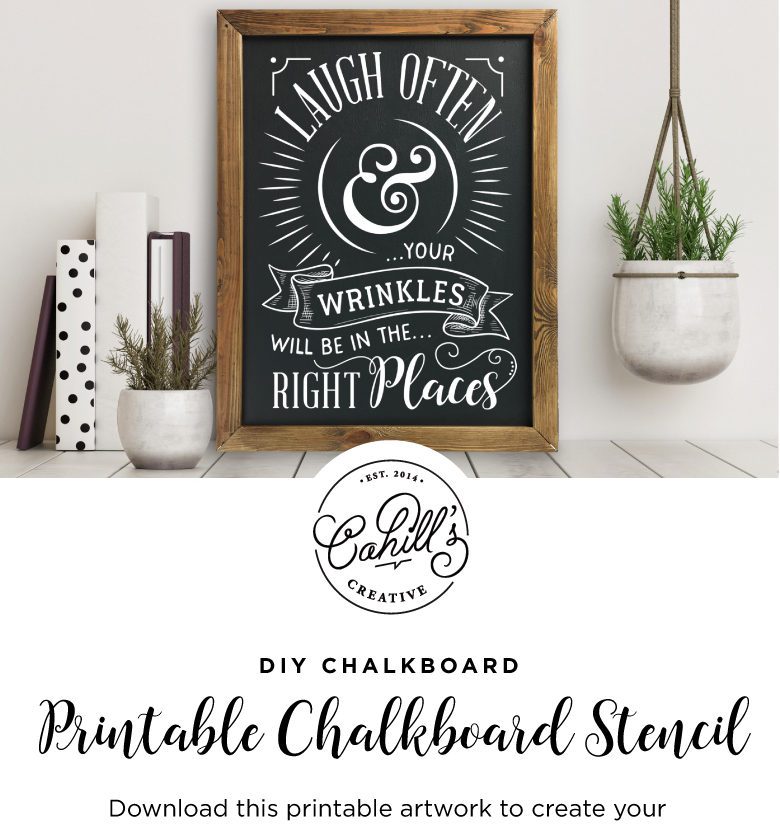 LAUGH OFTEN
&
...YOUR
WRINKLES
WILL BE IN THE...
RIGHT Places
• EST. 2014 •
Cahill's
CREATIVE
DIY CHALKBOARD
Printable Chalkboard Stencil
Download this printable artwork to create your